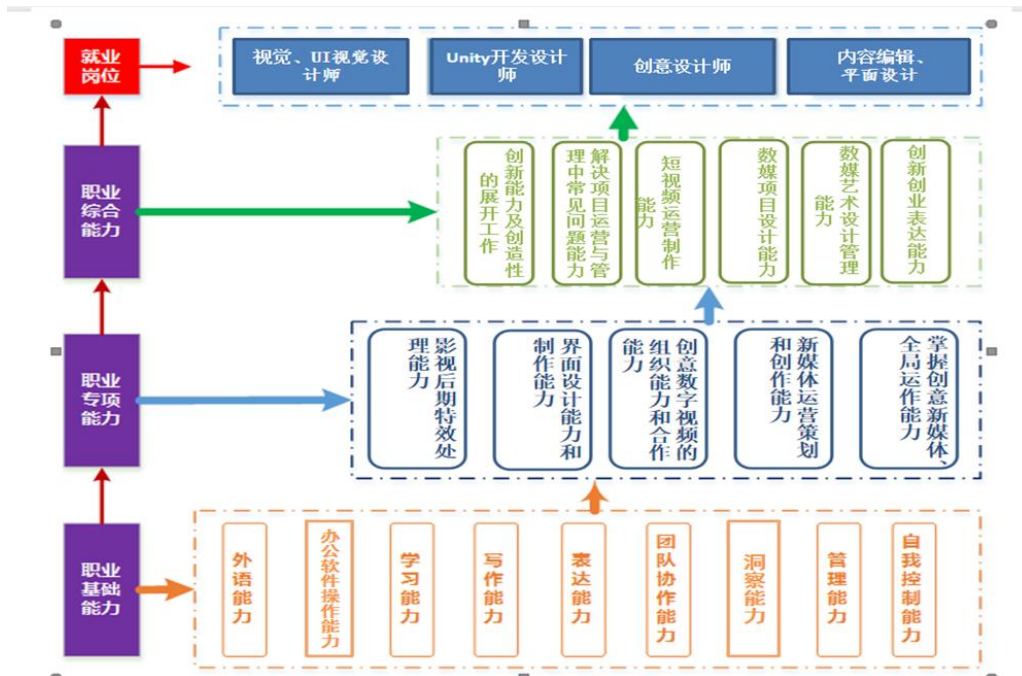 就业
岗位
视觉、UI视觉设
计师
Unity开发设计
师
创意设计师
内容编辑、
平面设计
职业
综合
能力
创新能力及创造性
的展开工作
解决项目运营与管
理中常见问题能力
短视频运营制作
能力
数媒项目设计能力
数媒艺术设计管理
能力
创新创业表达能力
职业
专项
能力
影视后期特效处
理能力
界面设计能力和
制作能力
创意数字视频的
组织能力和合作
能力
新媒体运营策划
和创作能力
掌握创意新媒体、
全局运作能力
职业
基础
能力
外语能力
办公软件操作能力
学习能力
写作能力
表达能力
团队协作能力
洞察能力
管理能力
自我控制能力